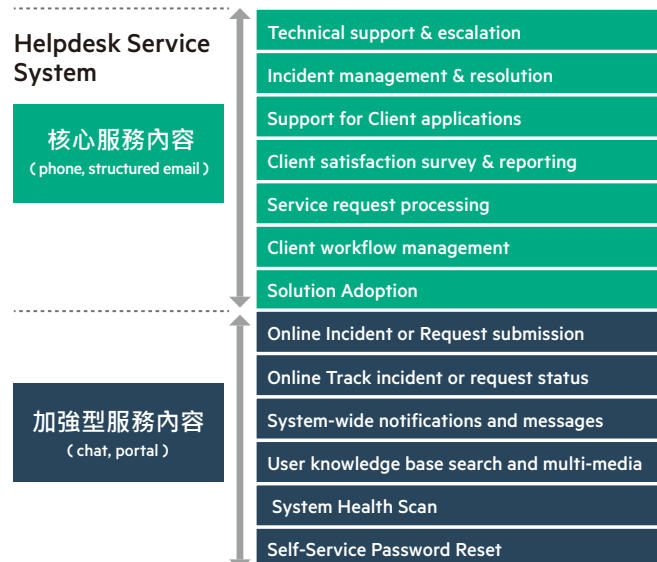 Helpdesk Service
System
核心服務內容
( phone, structured email )
Technical support & escalation
Incident management & resolution
Support for Client applications
Client satisfaction survey & reporting
Service request processing
Client workflow management
Solution Adoption
加強型服務內容
( chat, portal )
Online Incident or Request submission
Online Track incident or request status
System-wide notifications and messages
User knowledge base search and multi-media
System Health Scan
Self-Service Password Reset